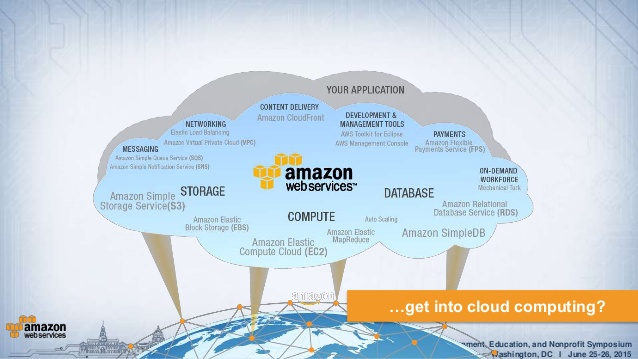 YOUR APPLICATION
CONTENT DELIVERY
Amazon CloudFront
NETWORKING
Elastic Load Balancing
Amazon Virtual Private Cloud (VPC)
DEVELOPMENT &
MANAGEMENT TOOLS
AWS Toolkit for Eclipse
AWS Management Console
MESSAGING
Amazon Simple Queue Service (SQS)
Amazon Simple Notification Service (SNS)
PAYMENTS
Amazon Flexible
Payments Service (FPS)
ON-DEMAND
WORKFORCE
Mechanical Turk
amazon
webservices™
STORAGE
Amazon Simple
Storage Service(S3)
Amazon Elastic
Block Storage (EBS)
COMPUTE
Amazon Elastic
Compute Cloud (EC2)
Auto Scaling
Amazon Elastic
MapReduce
DATABASE
Amazon Relational
Database Service (RDS)
Amazon SimpleDB
amazon
…get into cloud computing?
amazon
webservices
Education, and Nonprofit Symposium
Washington, DC I June 25-26, 2015